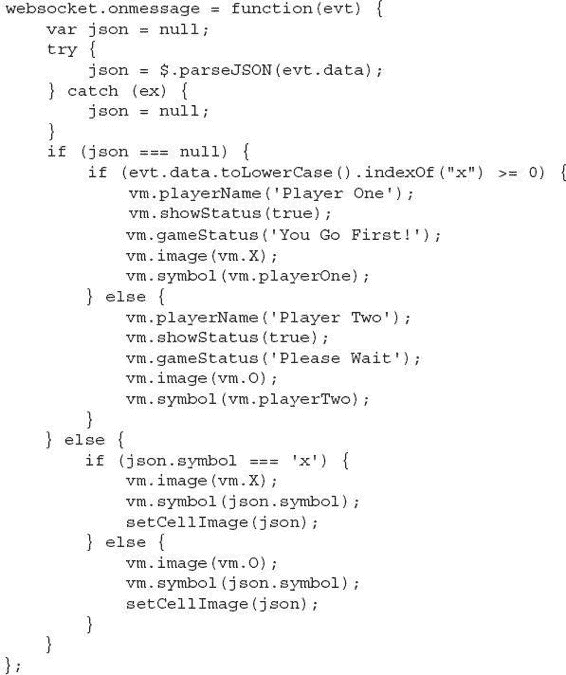 websocket.onmessage = function(evt) {
    var json = null;
    try {
        json = $.parseJSON(evt.data);
    } catch (ex) {
        json = null;
    }
    if (json === null) {
        if (evt.data.toLowerCase().indexOf("x") >= 0) {
            vm.playerName('Player One');
            vm.showStatus(true);
            vm.gameStatus('You Go First!');
            vm.image(vm.X);
            vm.symbol(vm.playerOne);
        } else {
            vm.playerName('Player Two');
            vm.showStatus(true);
            vm.gameStatus('Please Wait');
            vm.image(vm.O);
            vm.symbol(vm.playerTwo);
        }
    } else {
        if (json.symbol === 'x') {
            vm.image(vm.X);
            vm.symbol(json.symbol);
            setCellImage(json);
        } else {
            vm.image(vm.O);
            vm.symbol(json.symbol);
            setCellImage(json);
        }
    }
};